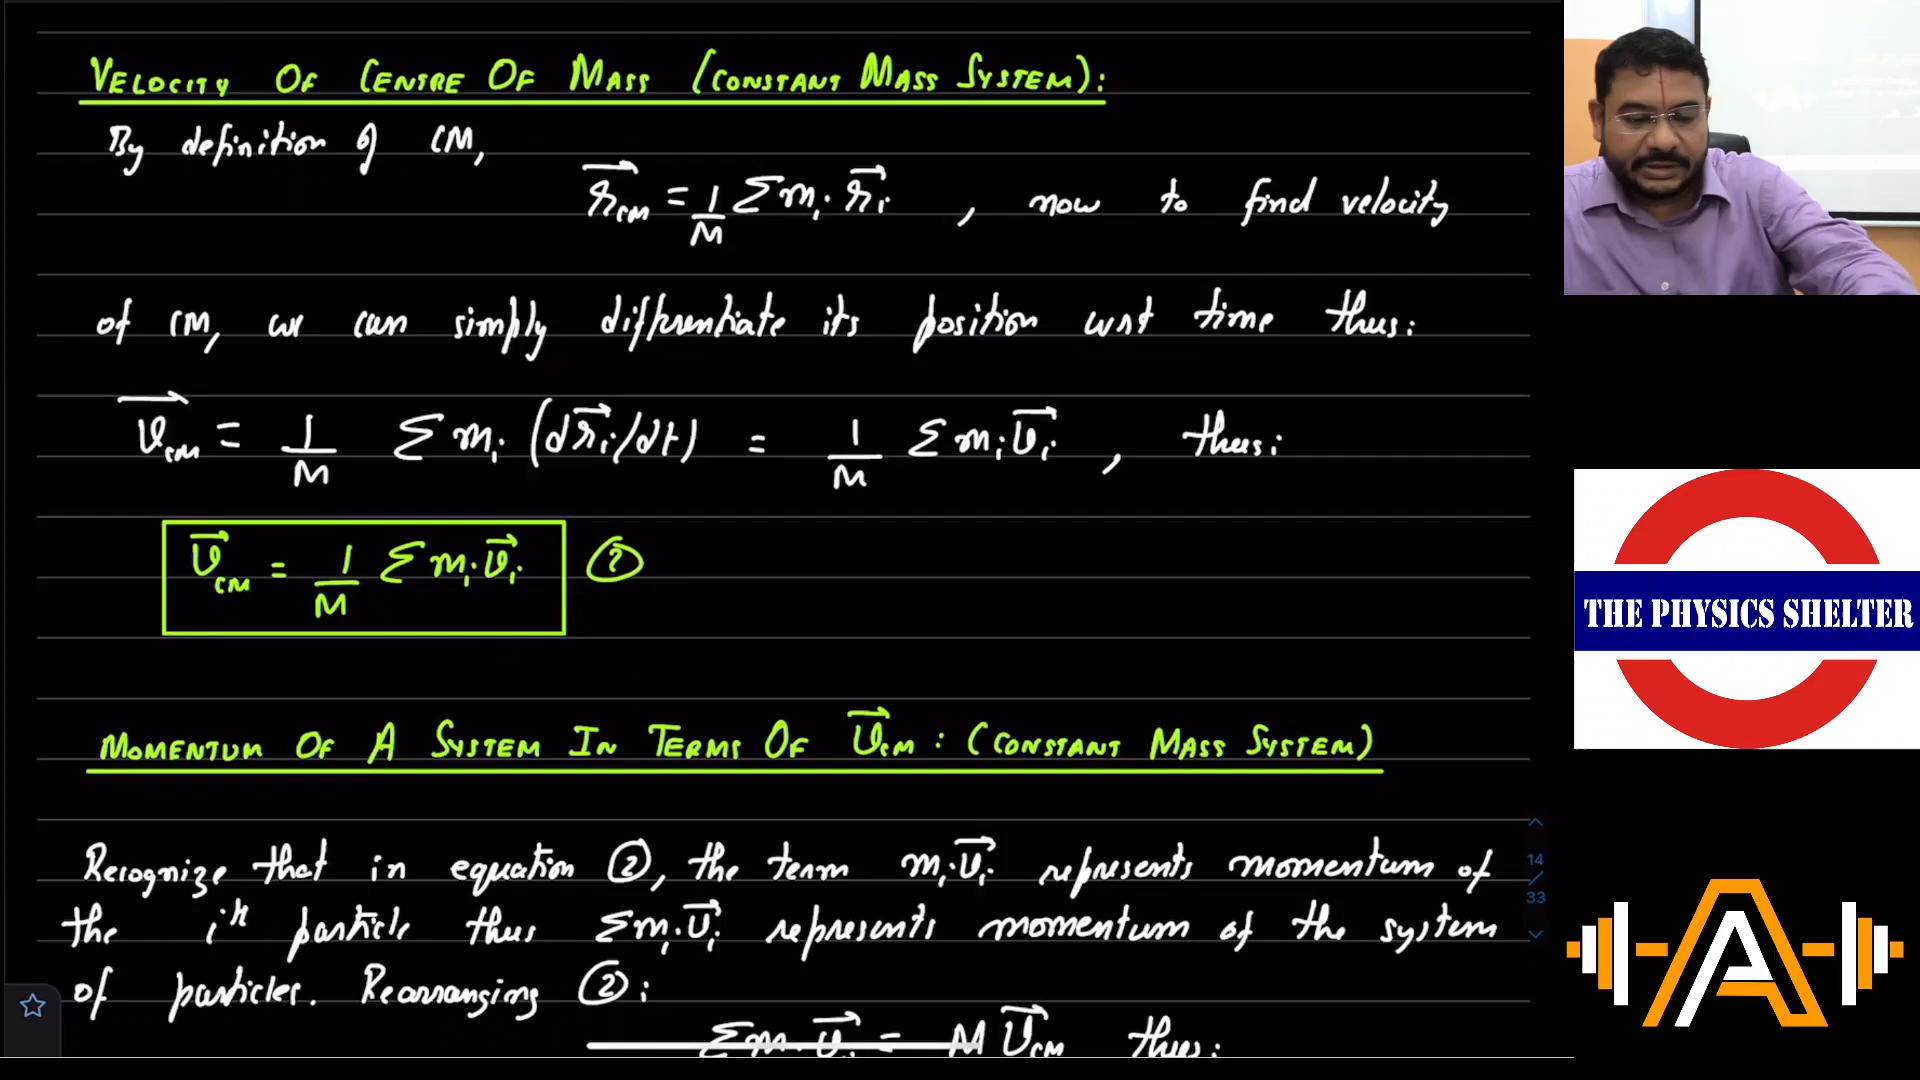 VELOCITY OF CENTRE OF MASS (CONSTANT MASS SYSTEM):
By definition of CM,
r⃗cm = 1/M Σ mᵢ. r⃗ᵢ , now to find velocity
of CM, we can simply differentiate its position wrt time thus:
v⃗cm = 1/M Σ mᵢ (dr⃗ᵢ/dt) = 1/M Σ mᵢ v⃗ᵢ , thus:
v⃗cm = 1/M Σ mᵢ. v⃗ᵢ ②
MOMENTUM OF A SYSTEM IN TERMS OF v⃗cm : (CONSTANT MASS SYSTEM)
Recognize that in equation ②, the term mᵢ.v⃗ᵢ represents momentum of
the iᵗʰ particle thus Σmᵢ.v⃗ᵢ represents momentum of the system
of particles. Rearranging ② :
Σmᵢ.v⃗ᵢ = M v⃗cm thus:
14
/
33
THE PHYSICS SHELTER